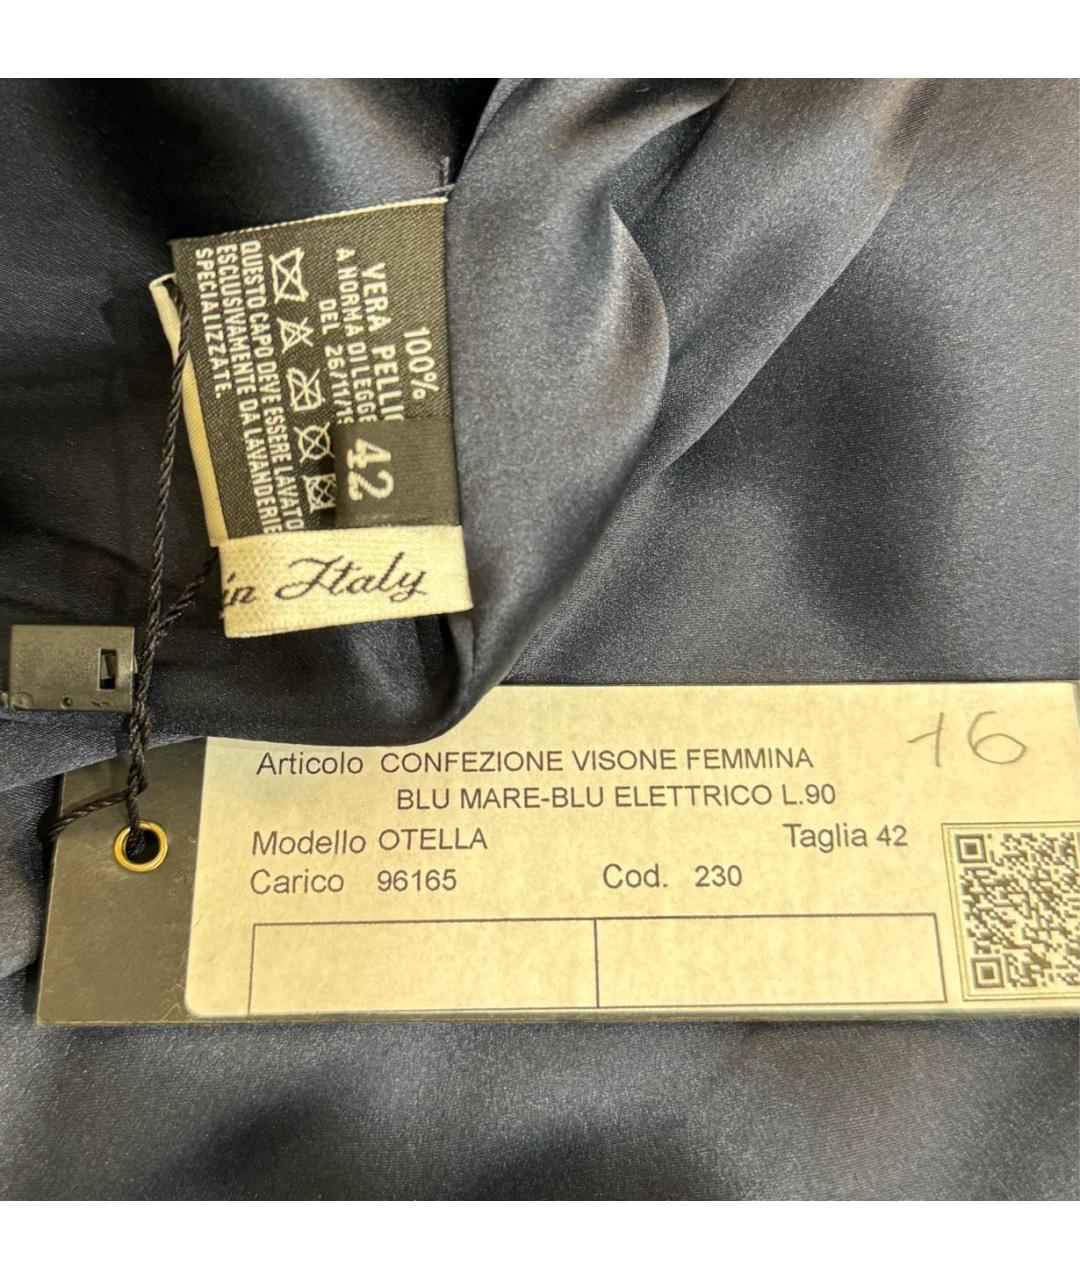 100%
VERA PELLI
A NORMA DI LEGGE
DEL 26/11/19
42
QUESTO CAPO DEVE ESSERE LAVATO
ESCLUSIVAMENTE DA LAVANDERIE
SPECIALIZZATE.
in Italy
16
Articolo CONFEZIONE VISONE FEMMINA
BLU MARE-BLU ELETTRICO L.90
Modello OTELLA Taglia 42
Carico 96165 Cod. 230